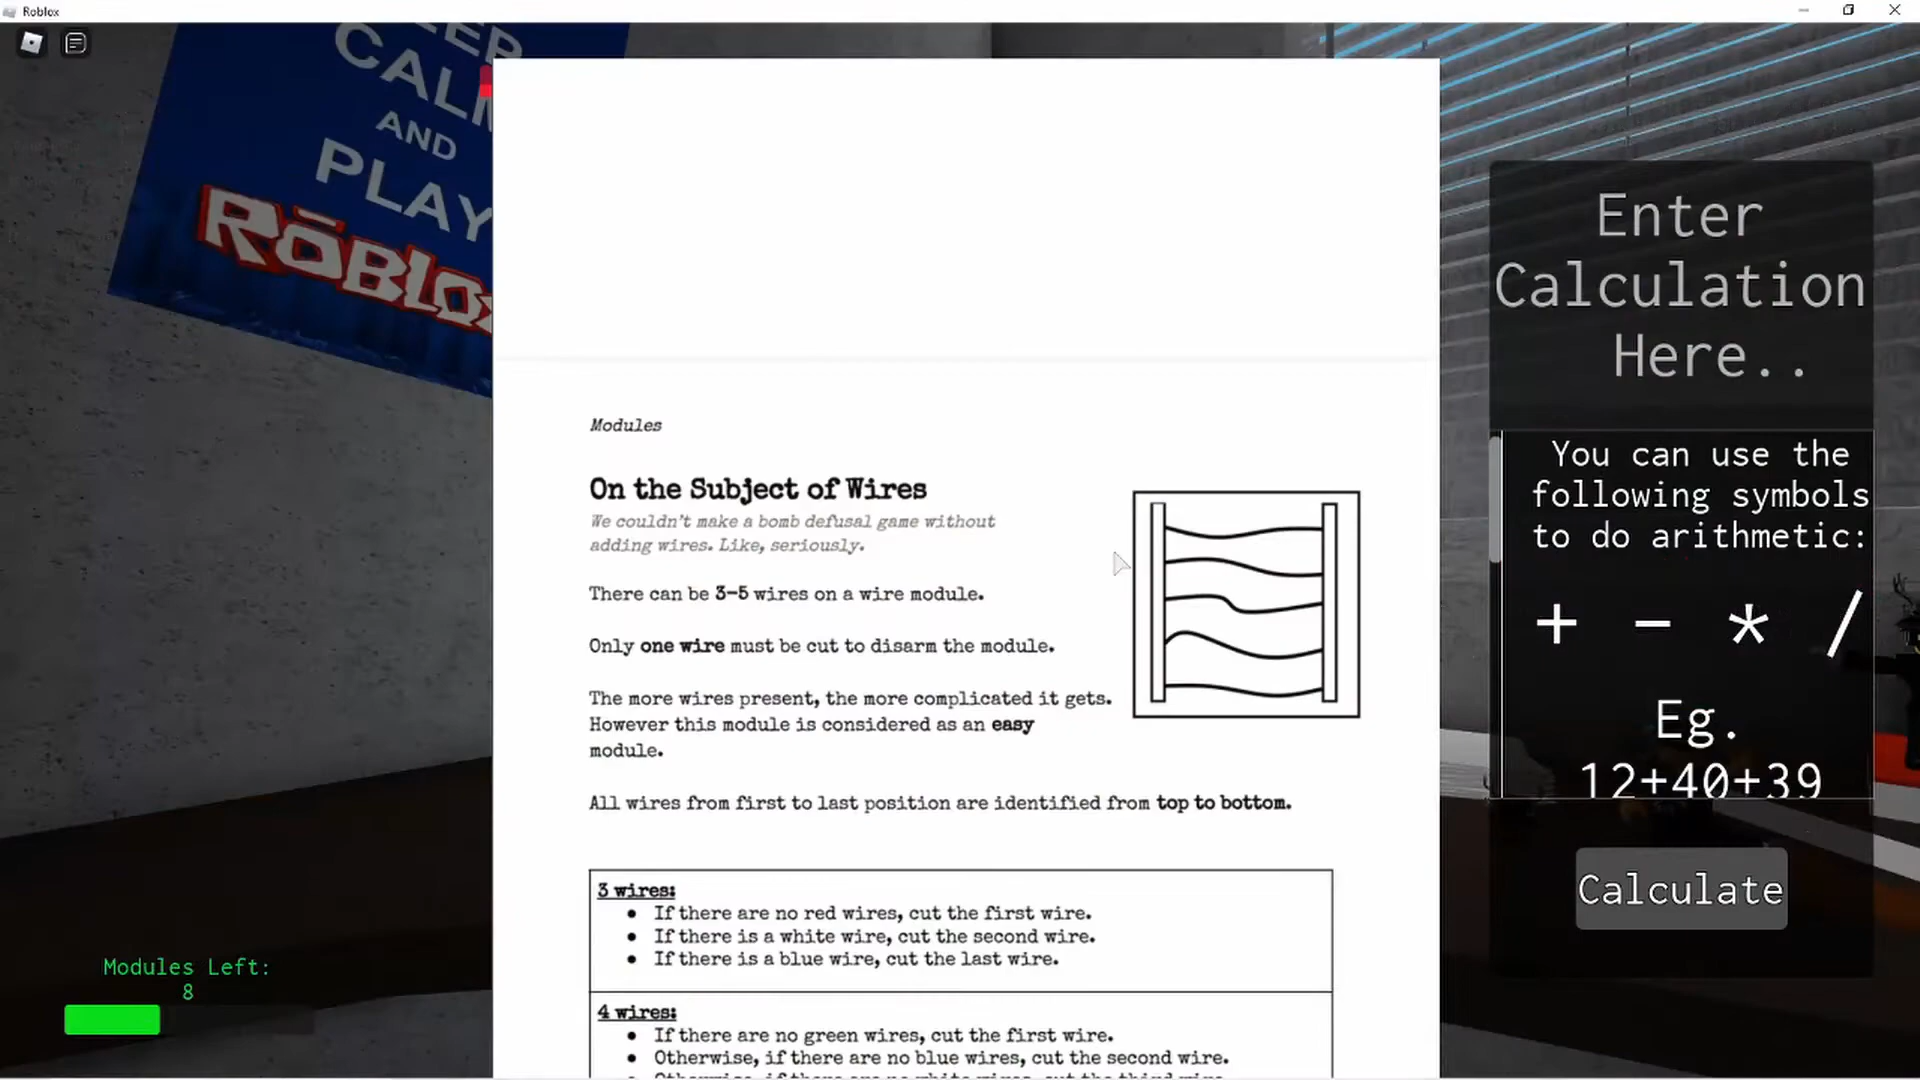 Roblox
CALM
AND
PLAY
ROBLOX
Modules
On the Subject of Wires
We couldn't make a bomb defusal game without
adding wires. Like, seriously.
There can be 3-5 wires on a wire module.
Only one wire must be cut to disarm the module.
The more wires present, the more complicated it gets.
However this module is considered as an easy
module.
All wires from first to last position are identified from top to bottom.
3 wires:
• If there are no red wires, cut the first wire.
• If there is a white wire, cut the second wire.
• If there is a blue wire, cut the last wire.
4 wires:
• If there are no green wires, cut the first wire.
• Otherwise, if there are no blue wires, cut the second wire.
Enter
Calculation
Here..
You can use the
following symbols
to do arithmetic:
+ - * /
Eg.
12+40+39
Calculate
Modules Left:
8